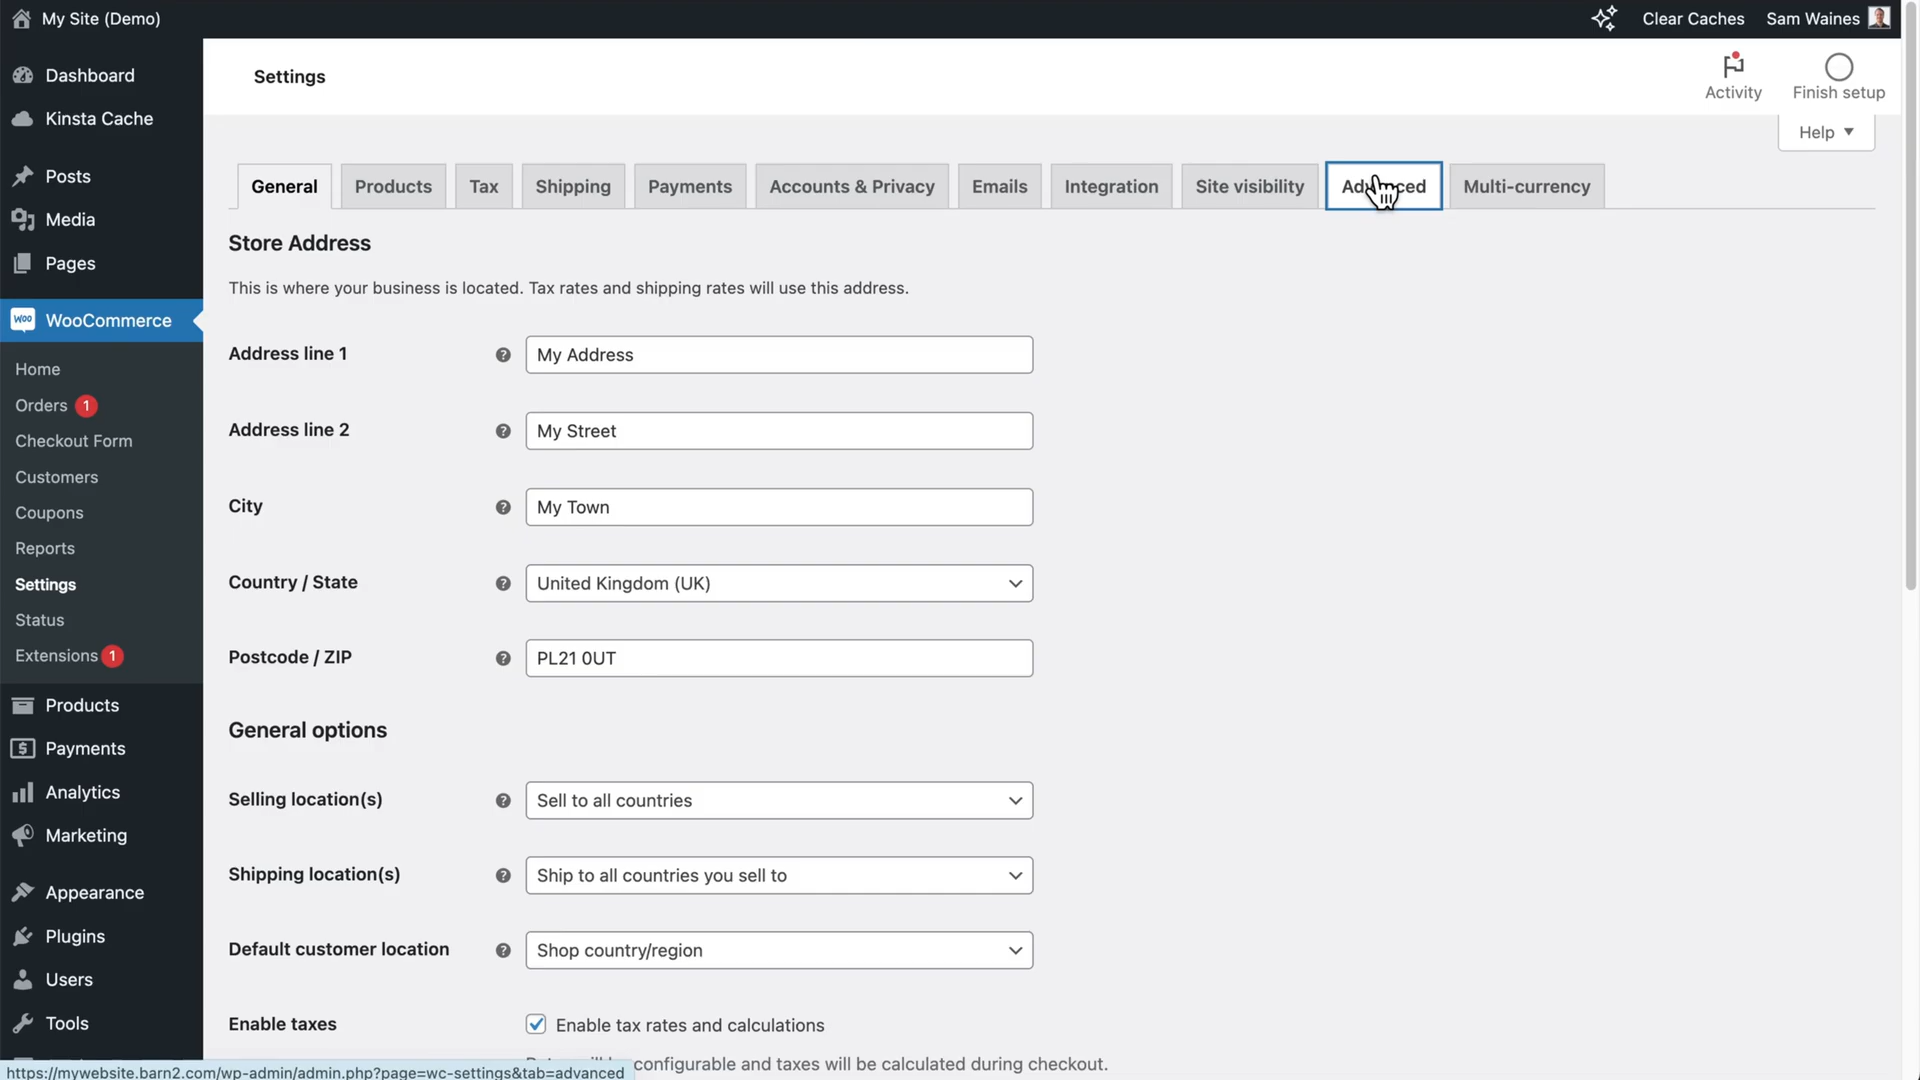 My Site (Demo)
Clear Caches
Sam Waines
Dashboard
Kinsta Cache
Posts
Media
Pages
WOO
WooCommerce
Home
Orders 1
Checkout Form
Customers
Coupons
Reports
Settings
Status
Extensions 1
Products
Payments
Analytics
Marketing
Appearance
Plugins
Users
Tools
Settings
Activity
Finish setup
Help
General
Products
Tax
Shipping
Payments
Accounts & Privacy
Emails
Integration
Site visibility
Advanced
Multi-currency
Store Address
This is where your business is located. Tax rates and shipping rates will use this address.
Address line 1
My Address
Address line 2
My Street
City
My Town
Country / State
United Kingdom (UK)
Postcode / ZIP
PL21 0UT
General options
Selling location(s)
Sell to all countries
Shipping location(s)
Ship to all countries you sell to
Default customer location
Shop country/region
Enable taxes
Enable tax rates and calculations
configurable and taxes will be calculated during checkout.
https://mywebsite.barn2.com/wp-admin/admin.php?page=wc-settings&tab=advanced